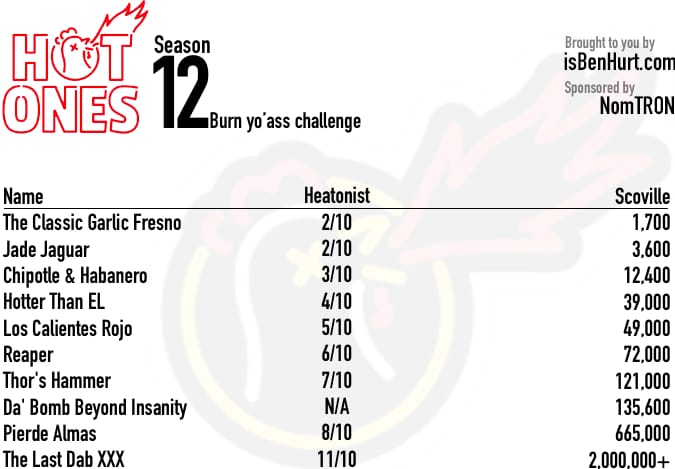 HOT
ONES
Season
12
Burn yo'ass challenge
Brought to you by
isBenHurt.com
Sponsored by
NomTRON
Name Heatonist Scoville
The Classic Garlic Fresno 2/10 1,700
Jade Jaguar 2/10 3,600
Chipotle & Habanero 3/10 12,400
Hotter Than EL 4/10 39,000
Los Calientes Rojo 5/10 49,000
Reaper 6/10 72,000
Thor's Hammer 7/10 121,000
Da' Bomb Beyond Insanity N/A 135,600
Pierde Almas 8/10 665,000
The Last Dab XXX 11/10 2,000,000+